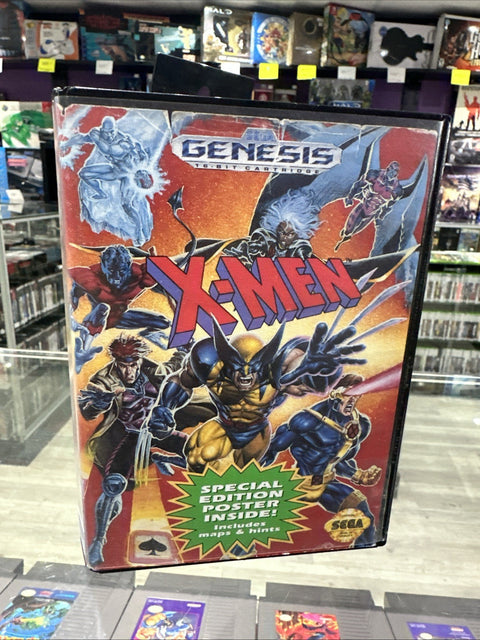 GENESIS
16-BIT CARTRIDGE
X-MEN
SPECIAL
EDITION
POSTER
INSIDE!
Includes
maps & hints
SEGA